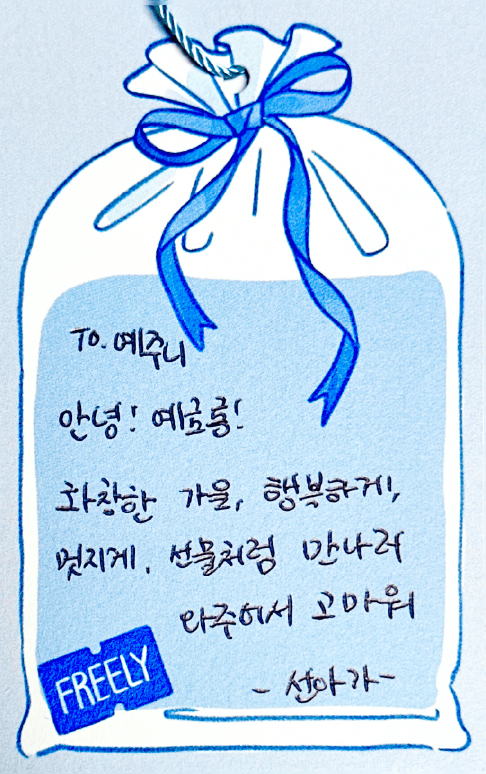 To. 예주니
안녕! 예쪼롱!
화창한 가을, 행복하게,
멋지게, 선물처럼 만나러
와주어서 고마워
FREELY
- 선아가 -